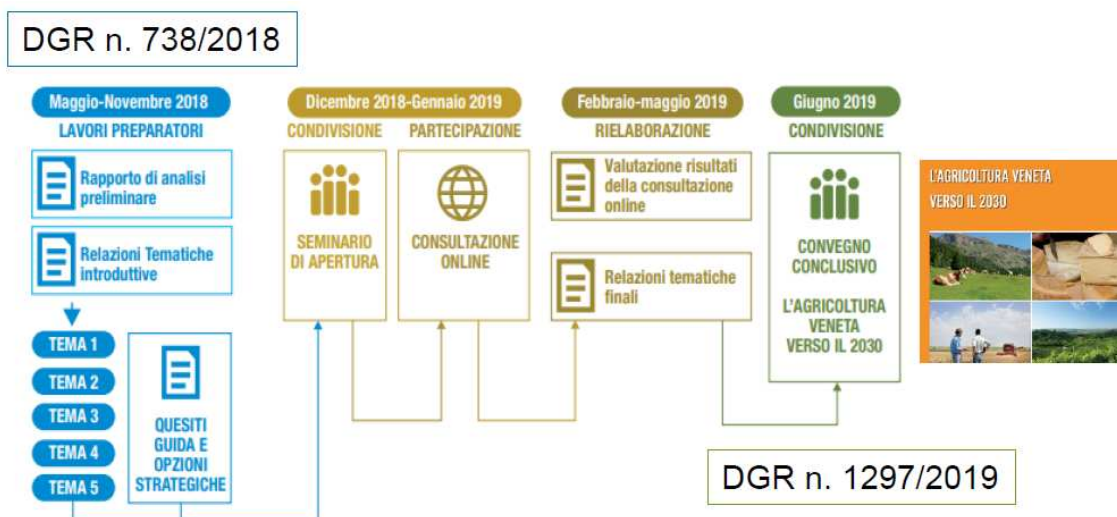 DGR n. 738/2018
Maggio-Novembre 2018
LAVORI PREPARATORI
Rapporto di analisi
preliminare
Relazioni Tematiche
introduttive
TEMA 1
TEMA 2
TEMA 3
TEMA 4
TEMA 5
QUESITI
GUIDA E
OPZIONI
STRATEGICHE
Dicembre 2018-Gennaio 2019
CONDIVISIONE
PARTECIPAZIONE
SEMINARIO
DI APERTURA
CONSULTAZIONE
ONLINE
Febbraio-maggio 2019
RIELABORAZIONE
Valutazione risultati
della consultazione
online
Relazioni tematiche
finali
Giugno 2019
CONDIVISIONE
CONVEGNO
CONCLUSIVO
L'AGRICOLTURA
VENETA
VERSO IL 2030
L'AGRICOLTURA VENETA
VERSO IL 2030
DGR n. 1297/2019